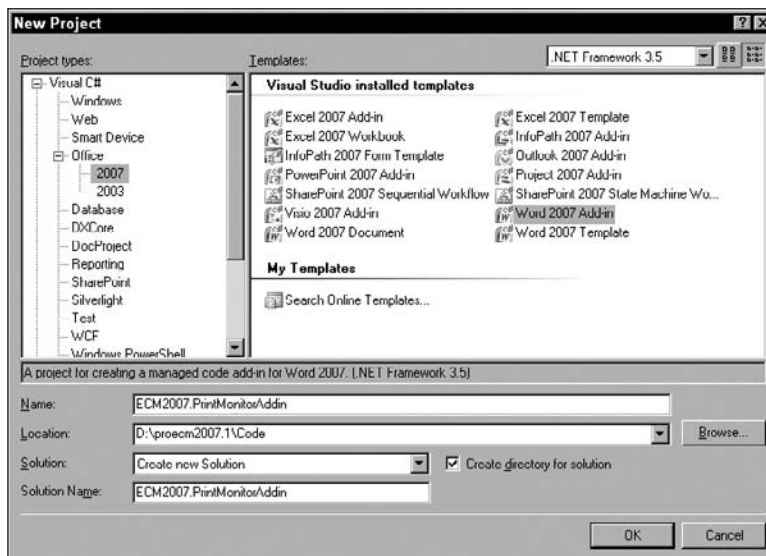 New Project
Project types:
Templates:
.NET Framework 3.5
Visual C#
Windows
Web
Smart Device
Office
2007
2003
Database
DXCore
DocProject
Reporting
SharePoint
Silverlight
Test
WCF
Windows PowerShell
Visual Studio installed templates
Excel 2007 Add-in
Excel 2007 Template
Excel 2007 Workbook
InfoPath 2007 Add-in
InfoPath 2007 Form Template
Outlook 2007 Add-in
PowerPoint 2007 Add-in
Project 2007 Add-in
SharePoint 2007 Sequential Workflow
SharePoint 2007 State Machine Wo...
Visio 2007 Add-in
Word 2007 Add-in
Word 2007 Document
Word 2007 Template
My Templates
Search Online Templates...
A project for creating a managed code add-in for Word 2007. (.NET Framework 3.5)
Name:
ECM2007.PrintMonitorAddin
Location:
D:\proecm2007.1\Code
Browse...
Solution:
Create new Solution
Create directory for solution
Solution Name:
ECM2007.PrintMonitorAddin
OK
Cancel